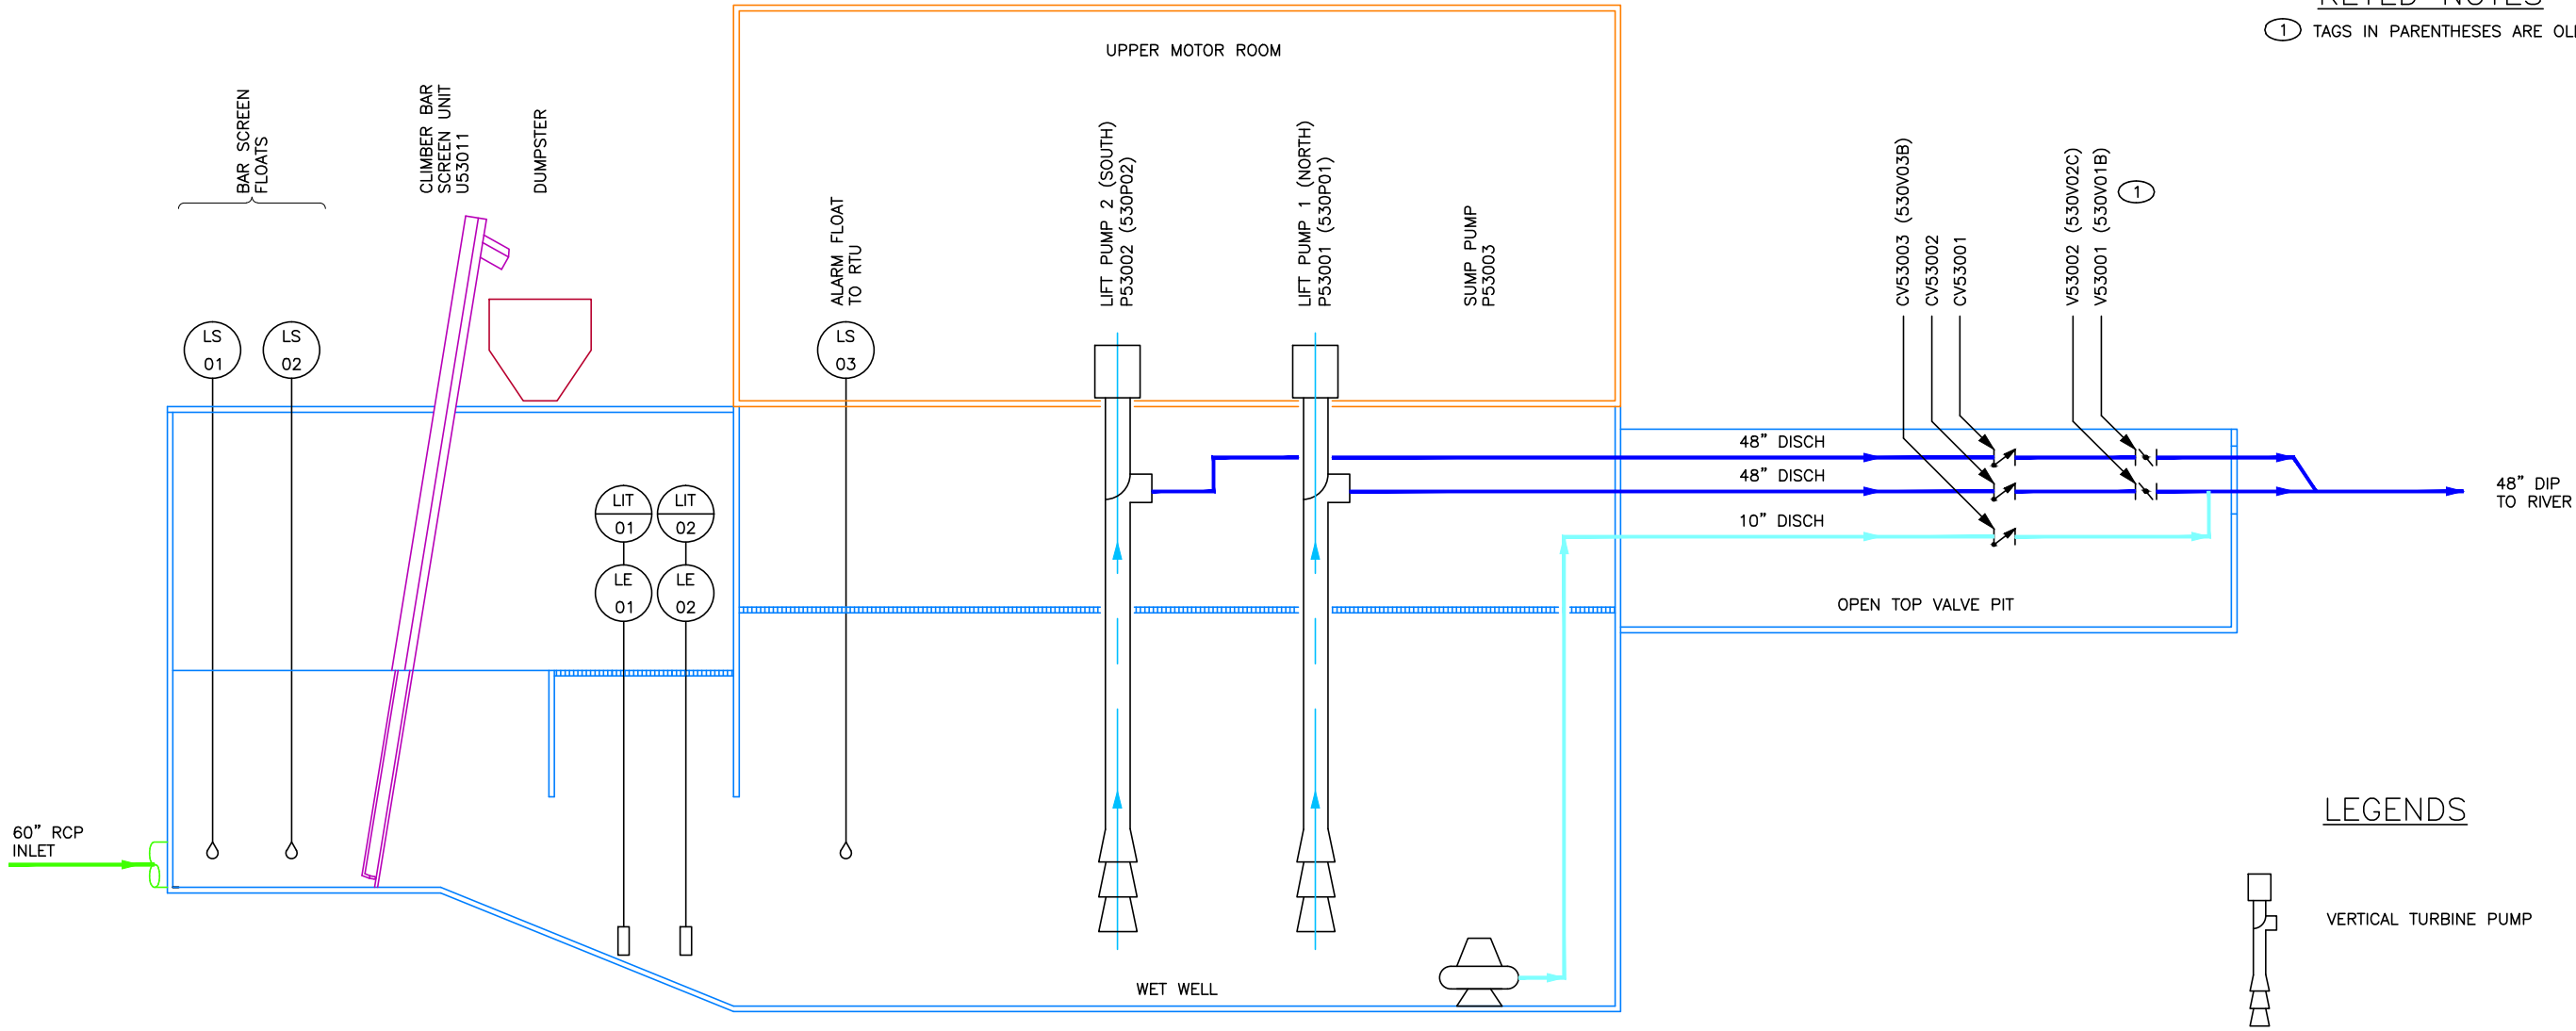 KEYED NOTES
1 TAGS IN PARENTHESES ARE
UPPER MOTOR ROOM
BAR SCREEN
FLOATS
CLIMBER BAR
SCREEN UNIT
U53011
DUMPSTER
ALARM FLOAT
TO RTU
LIFT PUMP 2 (SOUTH)
P53002 (530P02)
LIFT PUMP 1 (NORTH)
P53001 (530P01)
SUMP PUMP
P53003
CV53003 (530V03B)
CV53002
CV53001
V53002 (530V02C)
V53001 (530V01B)
1
LS
01
LS
02
LS
03
LIT
01
LIT
02
LE
01
LE
02
48" DISCH
48" DISCH
10" DISCH
48" DIP
TO RIVER
OPEN TOP VALVE PIT
60" RCP
INLET
WET WELL
LEGENDS
VERTICAL TURBINE PUMP